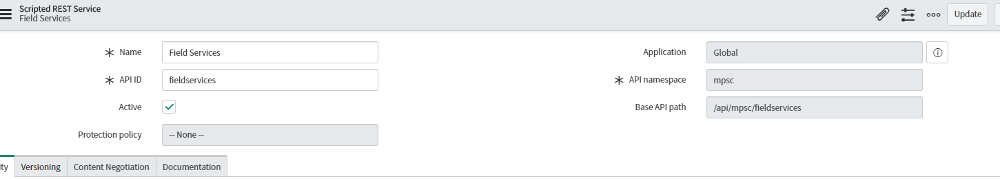 Scripted REST Service
Field Services
Update
Name
Field Services
Application
Global
API ID
fieldservices
API namespace
mpsc
Active
Base API path
/api/mpsc/fieldservices
Protection policy
-- None --
ity
Versioning
Content Negotiation
Documentation